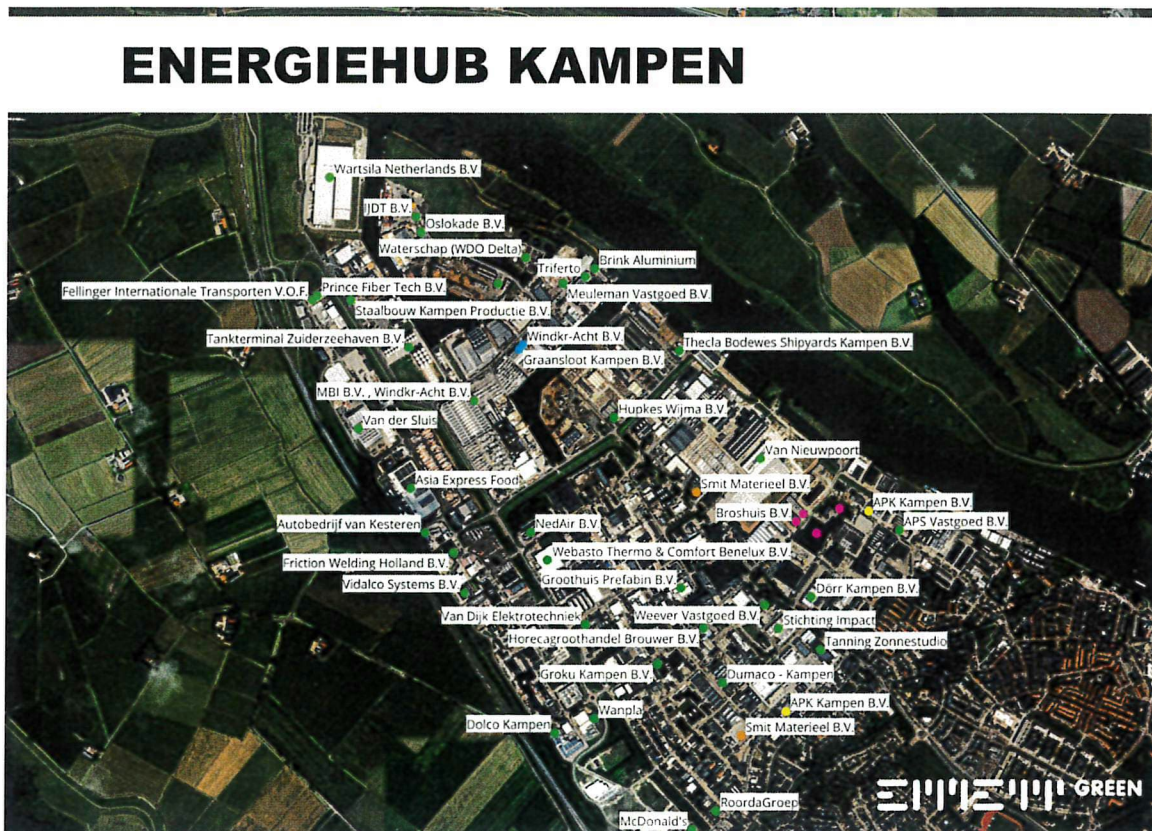 ENERGIEHUB KAMPEN
Wartsila Netherlands B.V.
IJDT B.V.
Oslokade B.V.
Waterschap (WDO Delta)
Triferto
Brink Aluminium
Fellinger Internationale Transporten V.O.F.
Prince Fiber Tech B.V.
Meuleman Vastgoed B.V.
Staalbouw Kampen Productie B.V.
Tankterminal Zuiderzeehaven B.V.
Windkr-Acht B.V.
Thecla Bodewes Shipyards Kampen B.V.
Graansloot Kampen B.V.
MBI B.V. , Windkr-Acht B.V.
Van der Sluis
Hupkes Wijma B.V.
Van Nieuwpoort
Asia Express Food
Smit Materieel B.V.
APK Kampen B.V.
Broshuis B.V.
Autobedrijf van Kesteren
NedAir B.V.
APS Vastgoed B.V.
Webasto Thermo & Comfort Benelux B.V.
Friction Welding Holland B.V.
Groothuis Prefabin B.V.
Vidalco Systems B.V.
Dörr Kampen B.V.
Van Dijk Elektrotechniek
Weever Vastgoed B.V.
Stichting Impact
Horecagroothandel Brouwer B.V.
Tanning Zonnestudio
Groku Kampen B.V.
Dumaco - Kampen
APK Kampen B.V.
Wanpla
Dolco Kampen
Smit Materieel B.V.
GREEN
RoordaGroep
McDonald's